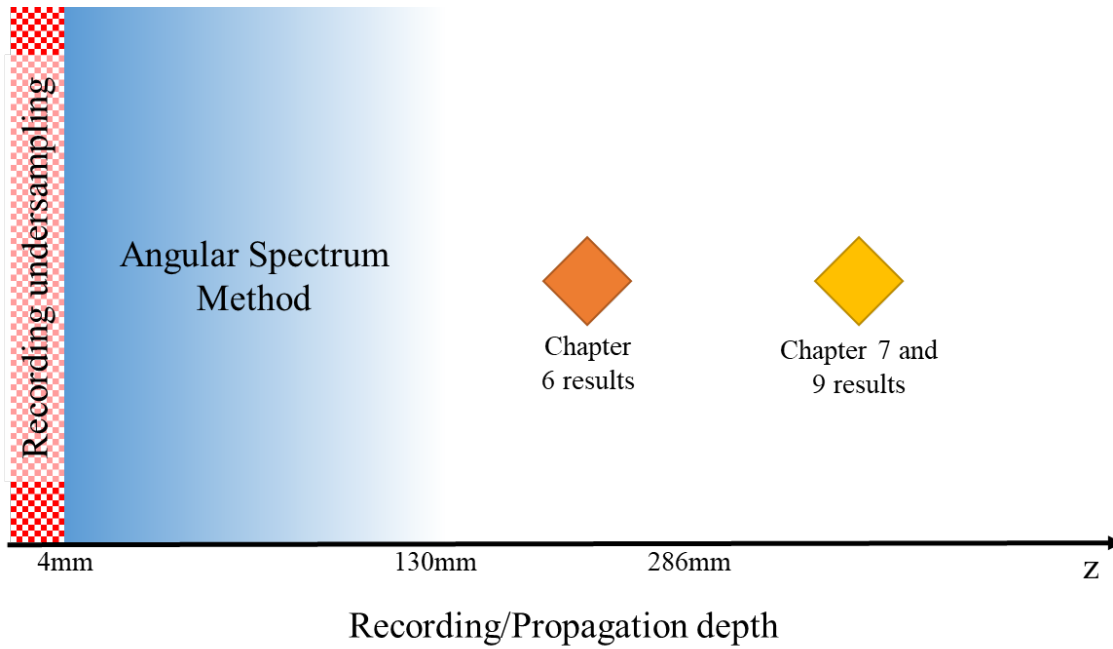 Recording undersampling
Angular Spectrum
Method
Chapter
6 results
Chapter 7 and
9 results
4mm
130mm
286mm
z
Recording/Propagation depth